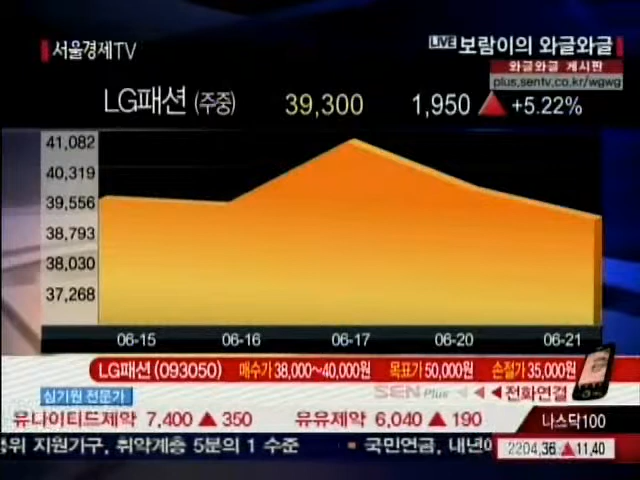 서울경제TV
LIVE 보람이의 와글와글
와글와글 게시판
plus.sentv.co.kr/wgwg
LG패션 (주중) 39,300 1,950 ▲ +5.22%
41,082
40,319
39,556
38,793
38,030
37,268
06-15 06-16 06-17 06-20 06-21
LG패션 (093050) 매수가 38,000~40,000원 목표가 50,000원 손절가 35,000원
심기원 전문가 SEN Plus ◀ ◀ ◀ 전화연결
유나이티드제약 7,400 ▲ 350 유유제약 6,040 ▲ 190 나스닥100
위 지원기구, 취약계층 5분의 1 수준 ▪ 국민연금, 내년 2204.36 ▲ 11.40